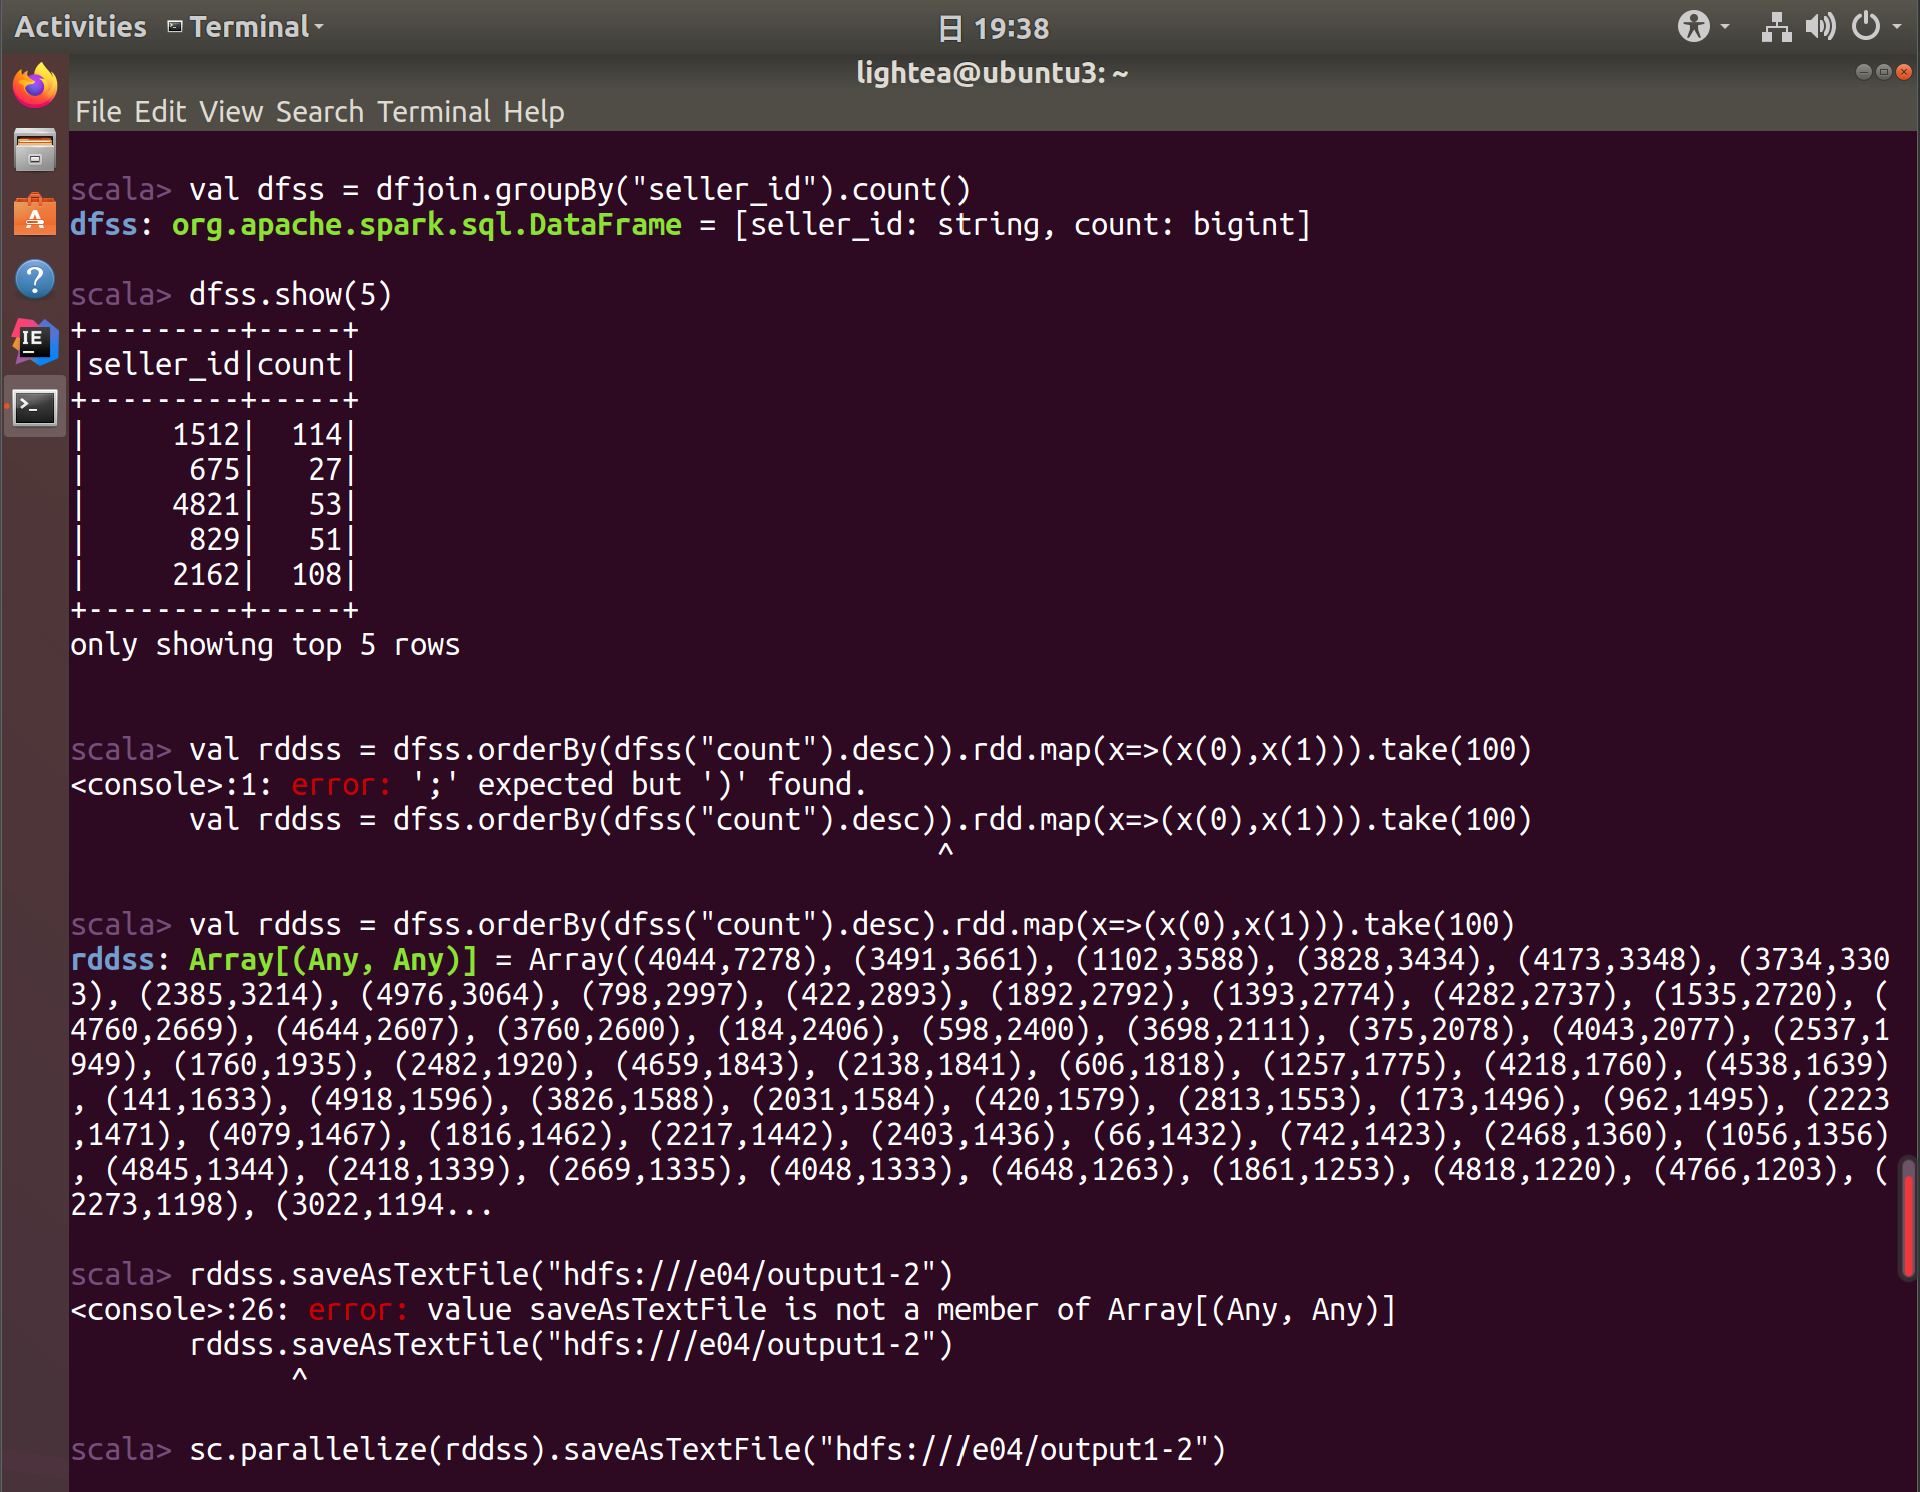 Activities Terminal 日 19:38
lightea@ubuntu3: ~
File Edit View Search Terminal Help
scala> val dfss = dfjoin.groupBy("seller_id").count()
dfss: org.apache.spark.sql.DataFrame = [seller_id: string, count: bigint]
scala> dfss.show(5)
+---------+-----+
|seller_id|count|
+---------+-----+
|     1512|  114|
|      675|   27|
|     4821|   53|
|      829|   51|
|     2162|  108|
+---------+-----+
only showing top 5 rows
scala> val rddss = dfss.orderBy(dfss("count").desc)).rdd.map(x=>(x(0),x(1))).take(100)
<console>:1: error: ';' expected but ')' found.
       val rddss = dfss.orderBy(dfss("count").desc)).rdd.map(x=>(x(0),x(1))).take(100)
                                                   ^
scala> val rddss = dfss.orderBy(dfss("count").desc).rdd.map(x=>(x(0),x(1))).take(100)
rddss: Array[(Any, Any)] = Array((4044,7278), (3491,3661), (1102,3588), (3828,3434), (4173,3348), (3734,330
3), (2385,3214), (4976,3064), (798,2997), (422,2893), (1892,2792), (1393,2774), (4282,2737), (1535,2720), (
4760,2669), (4644,2607), (3760,2600), (184,2406), (598,2400), (3698,2111), (375,2078), (4043,2077), (2537,1
949), (1760,1935), (2482,1920), (4659,1843), (2138,1841), (606,1818), (1257,1775), (4218,1760), (4538,1639)
, (141,1633), (4918,1596), (3826,1588), (2031,1584), (420,1579), (2813,1553), (173,1496), (962,1495), (2223
,1471), (4079,1467), (1816,1462), (2217,1442), (2403,1436), (66,1432), (742,1423), (2468,1360), (1056,1356)
, (4845,1344), (2418,1339), (2669,1335), (4048,1333), (4648,1263), (1861,1253), (4818,1220), (4766,1203), (
2273,1198), (3022,1194...
scala> rddss.saveAsTextFile("hdfs:///e04/output1-2")
<console>:26: error: value saveAsTextFile is not a member of Array[(Any, Any)]
       rddss.saveAsTextFile("hdfs:///e04/output1-2")
             ^
scala> sc.parallelize(rddss).saveAsTextFile("hdfs:///e04/output1-2")